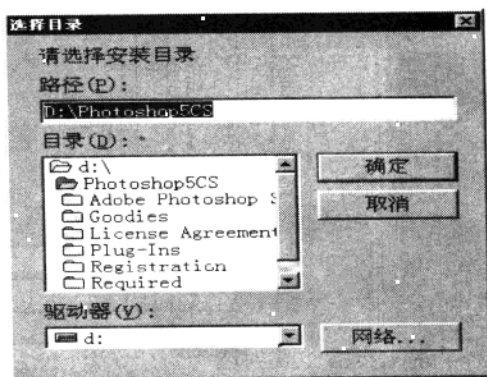 选择目录
请选择安装目录
路径(P):
D:\Photoshop5CS
目录(D):
d:\
Photoshop5CS
Adobe Photoshop S
Goodies
License Agreement
Plug-Ins
Registration
Required
确定
取消
驱动器(V):
d:
网络...